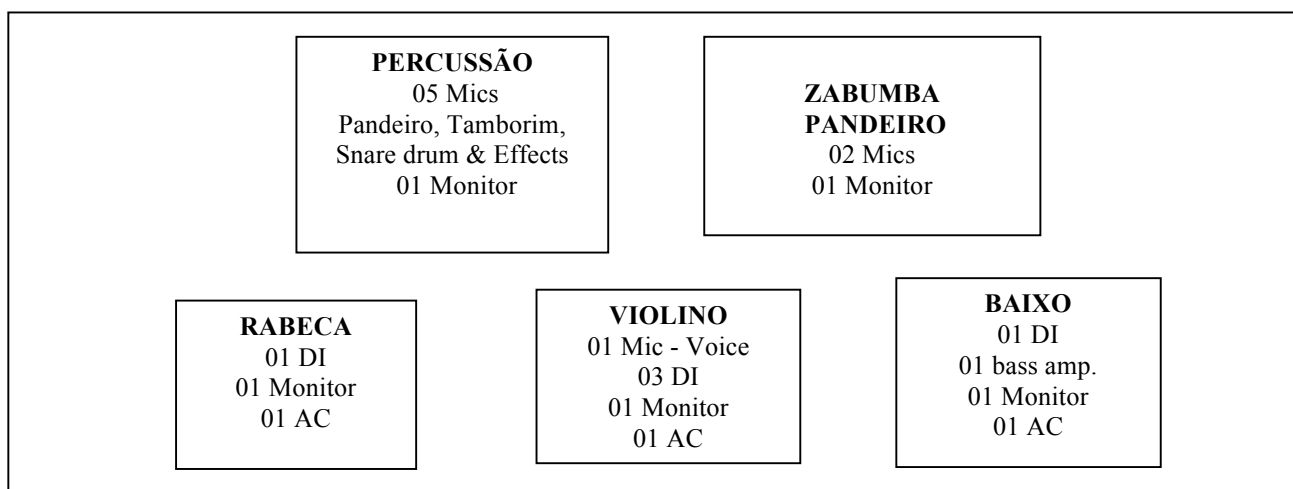 PERCUSSÃO
05 Mics
Pandeiro, Tamborim,
Snare drum & Effects
01 Monitor
ZABUMBA
PANDEIRO
02 Mics
01 Monitor
RABECA
01 DI
01 Monitor
01 AC
VIOLINO
01 Mic - Voice
03 DI
01 Monitor
01 AC
BAIXO
01 DI
01 bass amp.
01 Monitor
01 AC